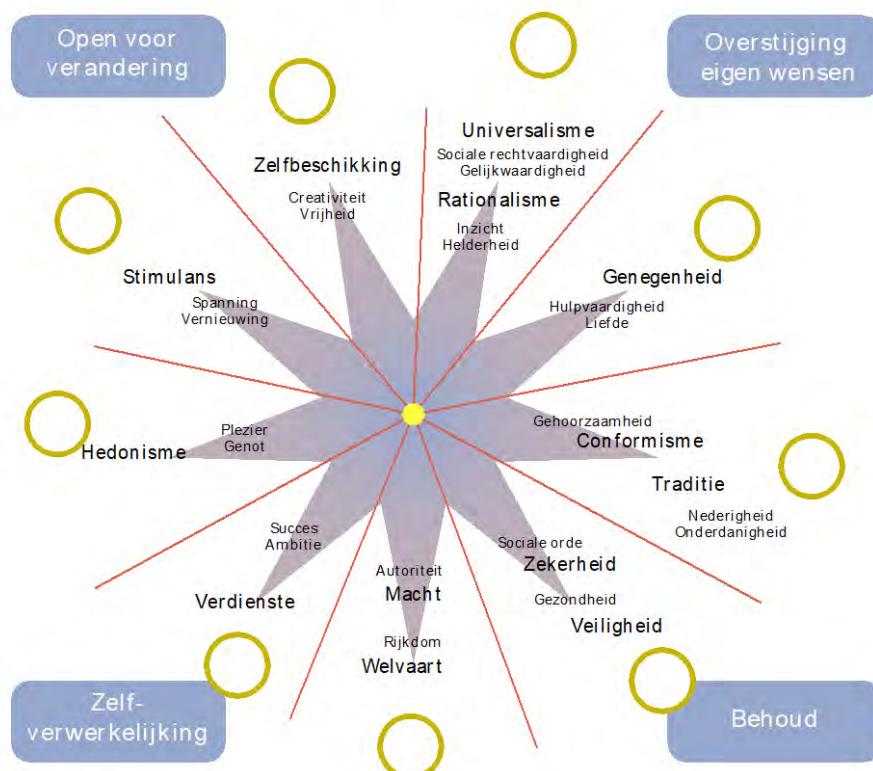 Open voor
verandering
Overstijging
eigen wensen
Universalisme
Sociale rechtvaardigheid
Gelijkwaardigheid
Rationalisme
Inzicht
Helderheid
Zelfbeschikking
Creativiteit
Vrijheid
Stimulans
Spanning
Vernieuwing
Genegenheid
Hulpvaardigheid
Liefde
Hedonisme
Plezier
Genot
Gehoorzaamheid
Conformisme
Traditie
Nederigheid
Onderdanigheid
Succes
Ambitie
Verdienste
Autoriteit
Macht
Rijkdom
Welvaart
Sociale orde
Zekerheid
Gezondheid
Veiligheid
Zelf-
verwerkelijking
Behoud